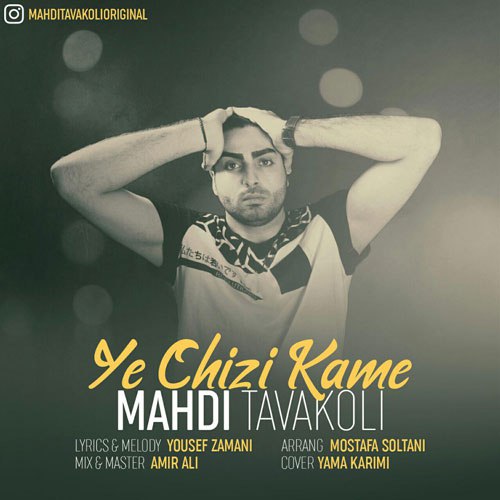 MAHDITAVAKOLIORIGINAL
Ye Chizi Kame
MAHDI TAVAKOLI
LYRICS & MELODY YOUSEF ZAMANI ARRANG MOSTAFA SOLTANI
MIX & MASTER AMIR ALI COVER YAMA KARIMI